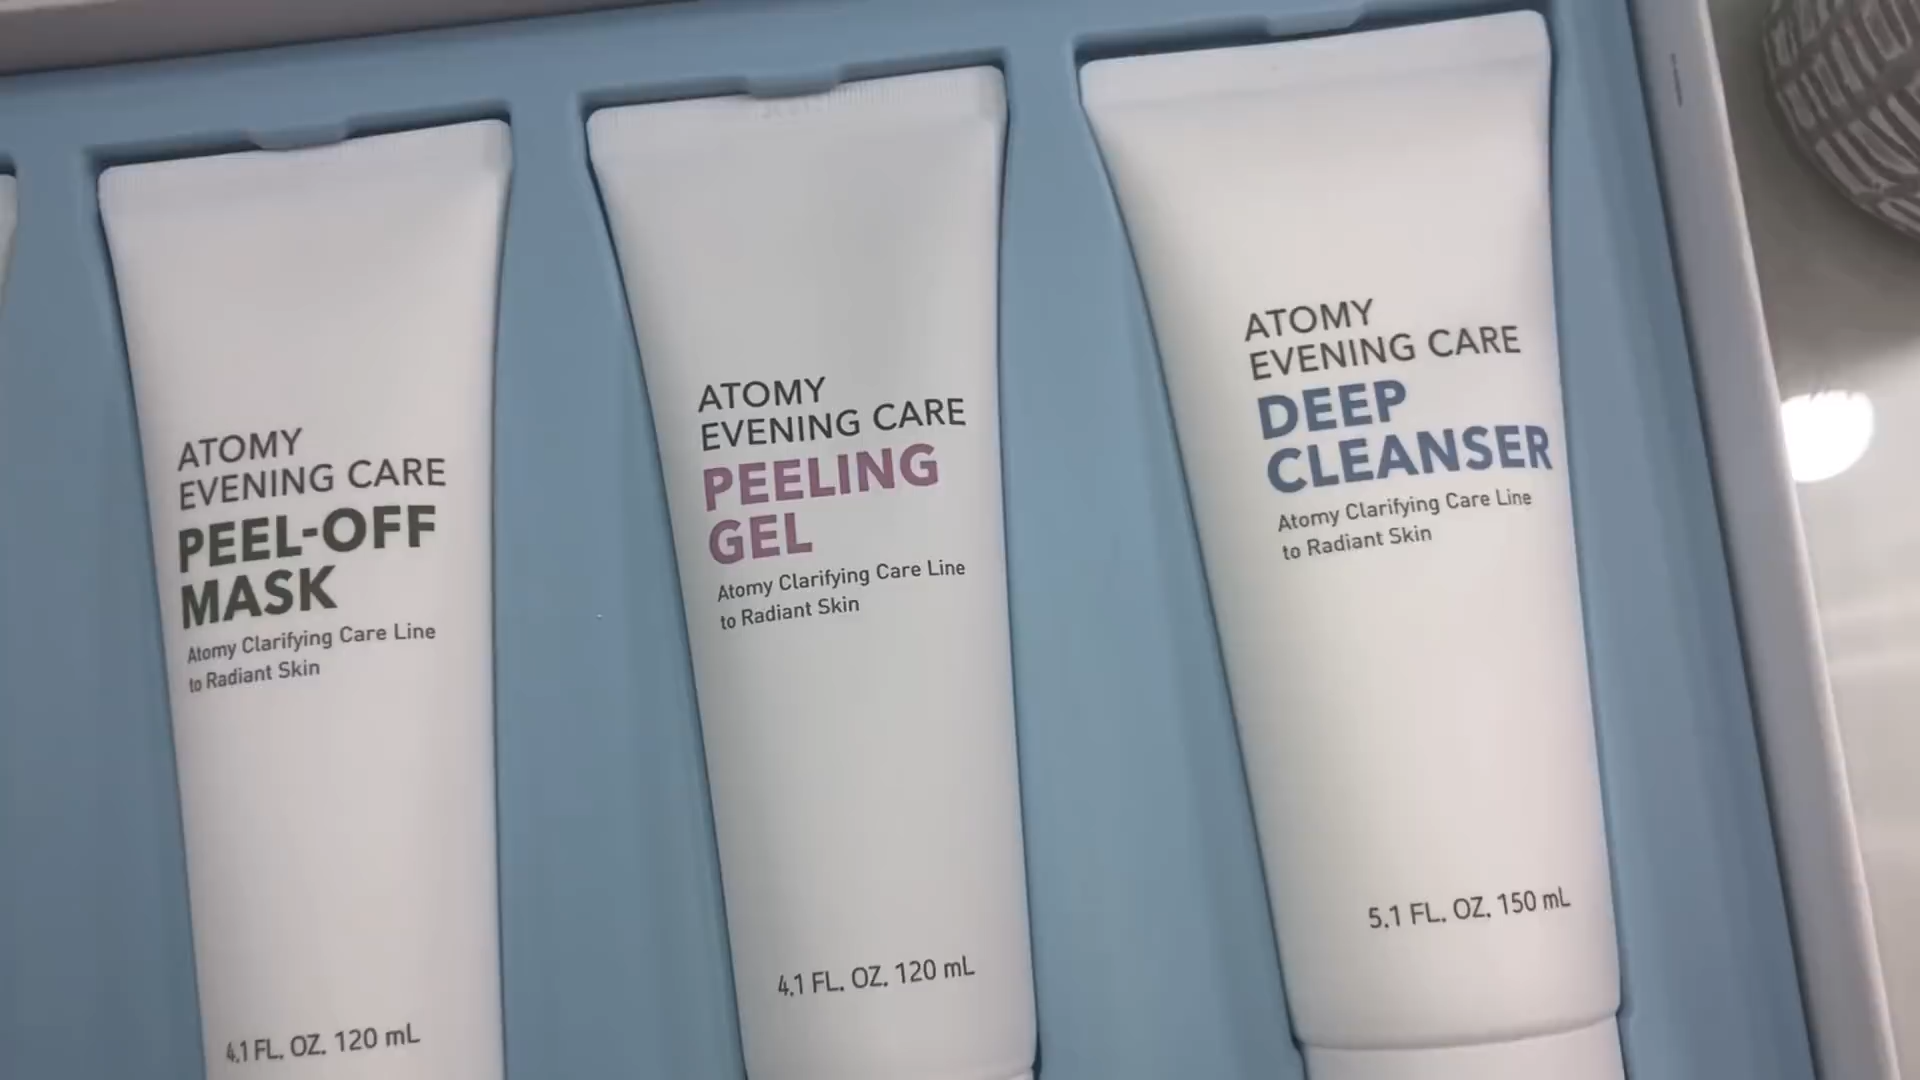 ATOMY
EVENING CARE
PEEL-OFF
MASK
Atomy Clarifying Care Line
to Radiant Skin
4.1 FL. OZ. 120 mL
ATOMY
EVENING CARE
PEELING
GEL
Atomy Clarifying Care Line
to Radiant Skin
4.1 FL. OZ. 120 mL
ATOMY
EVENING CARE
DEEP
CLEANSER
Atomy Clarifying Care Line
to Radiant Skin
5.1 FL. OZ. 150 mL